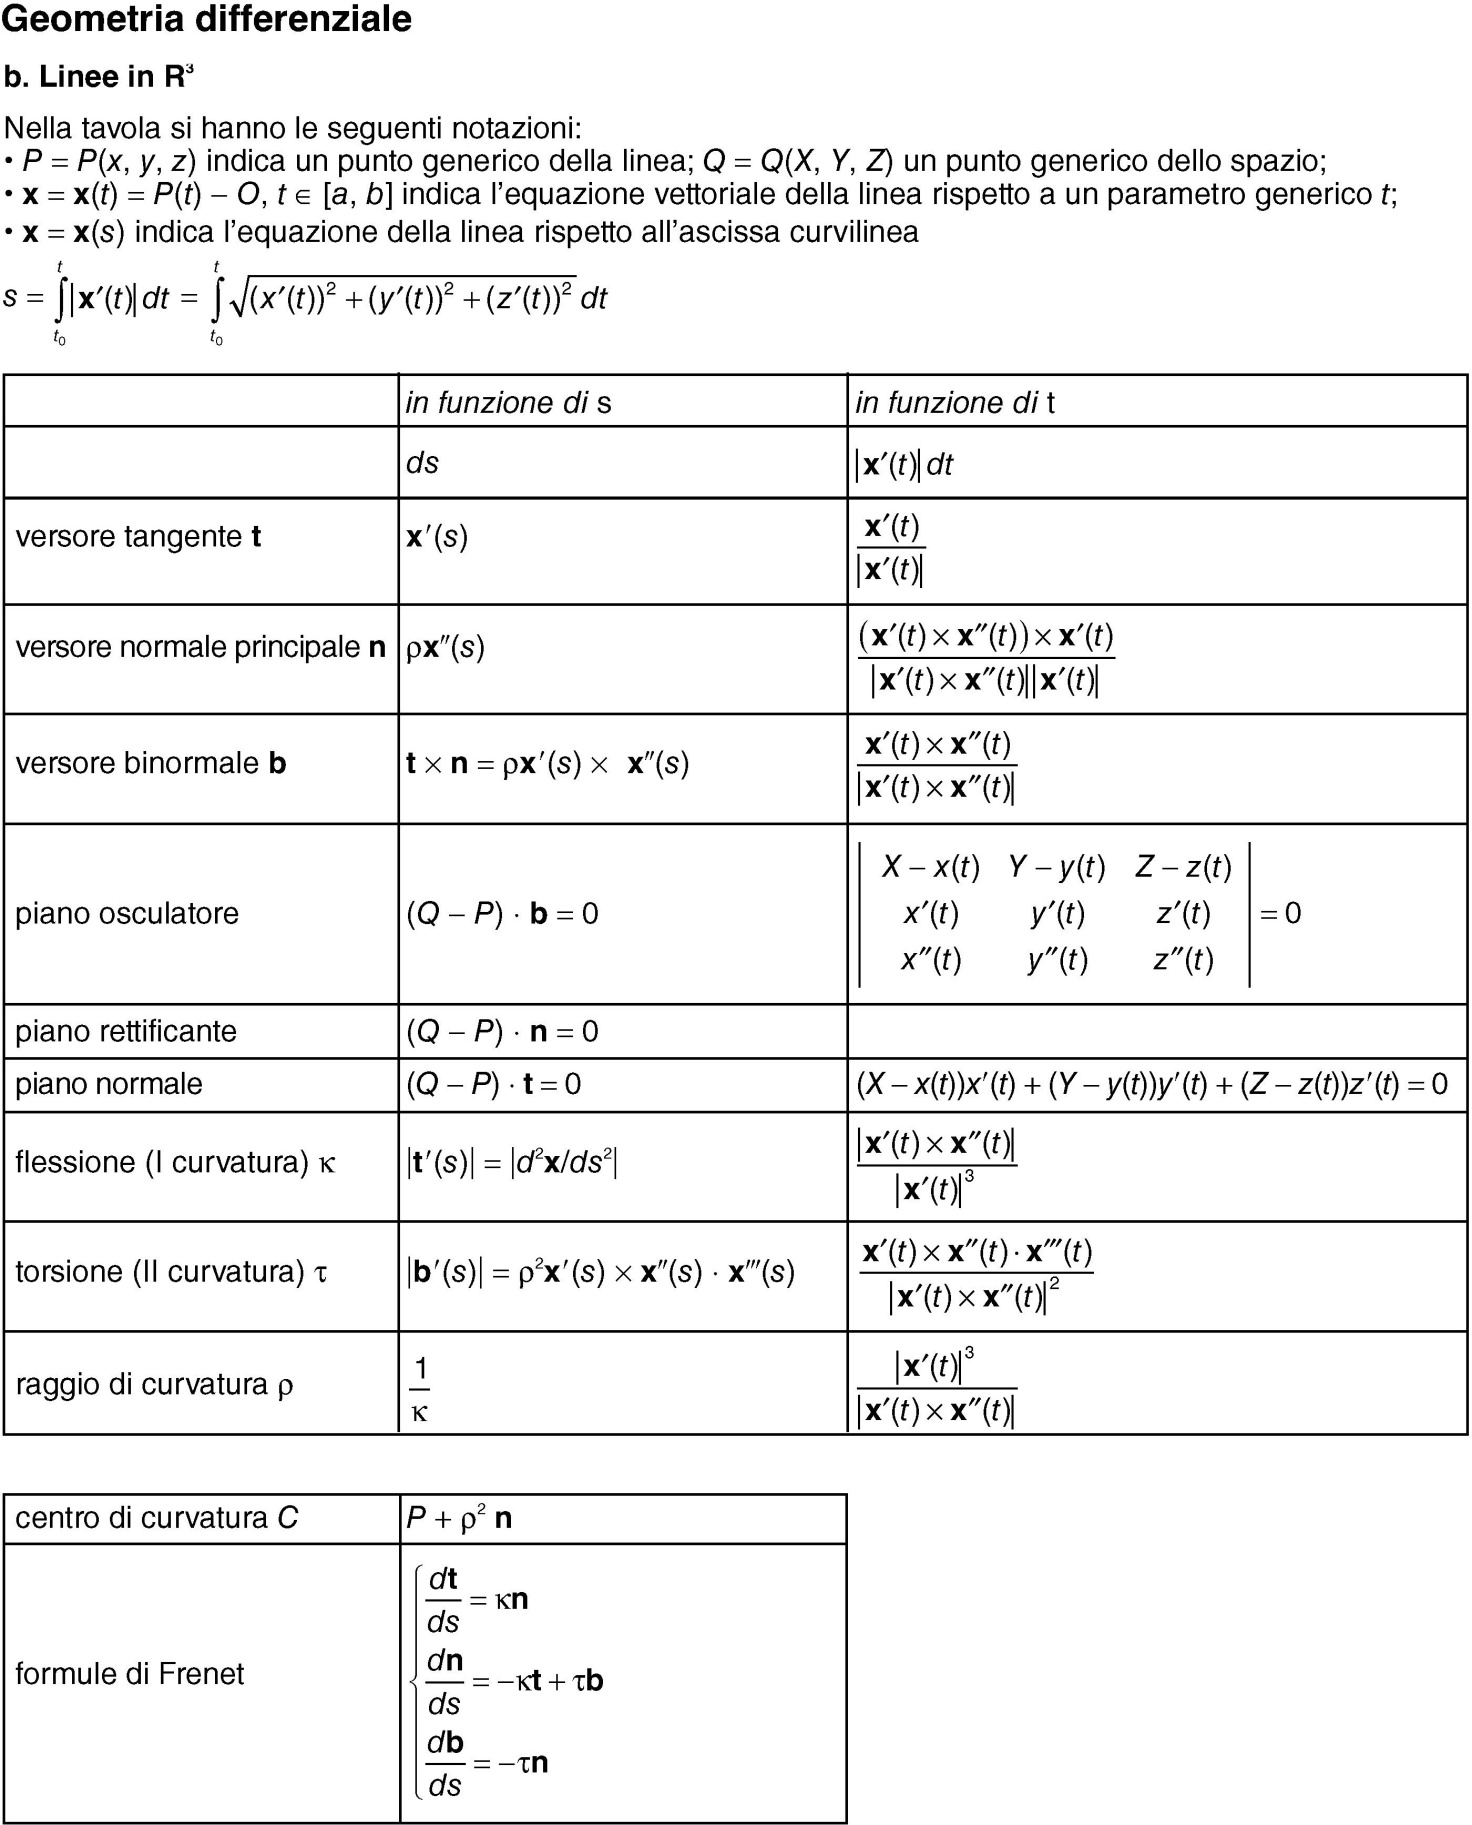 Geometria differenziale
b. Linee in R³
Nella tavola si hanno le seguenti notazioni:
• P = P(x, y, z) indica un punto generico della linea; Q = Q(X, Y, Z) un punto generico dello spazio;
• x = x(t) = P(t) – O, t ∈ [a, b] indica l’equazione vettoriale della linea rispetto a un parametro generico t;
• x = x(s) indica l’equazione della linea rispetto all’ascissa curvilinea
s = ∫_{t₀}^{t} |x′(t)| dt = ∫_{t₀}^{t} √((x′(t))² + (y′(t))² + (z′(t))²) dt
in funzione di s | in funzione di t
ds | |x′(t)| dt
versore tangente t | x′(s) | x′(t) / |x′(t)|
versore normale principale n | ρx″(s) | (x′(t) × x″(t)) × x′(t) / |x′(t) × x″(t)||x′(t)|
versore binormale b | t × n = ρx′(s) × x″(s) | x′(t) × x″(t) / |x′(t) × x″(t)|
piano osculatore | (Q – P) · b = 0 | | X – x(t) Y – y(t) Z – z(t) |
x′(t) y′(t) z′(t) = 0
x″(t) y″(t) z″(t)
piano rettificante | (Q – P) · n = 0
piano normale | (Q – P) · t = 0 | (X – x(t))x′(t) + (Y – y(t))y′(t) + (Z – z(t))z′(t) = 0
flessione (I curvatura) κ | |t′(s)| = |d²x/ds²| | |x′(t) × x″(t)| / |x′(t)|³
torsione (II curvatura) τ | |b′(s)| = ρ²x′(s) × x″(s) · x‴(s) | x′(t) × x″(t) · x‴(t) / |x′(t) × x″(t)|²
raggio di curvatura ρ | 1 / κ | |x′(t)|³ / |x′(t) × x″(t)|
centro di curvatura C | P + ρ² n
formule di Frenet | dt/ds = κn
dn/ds = –κt + τb
db/ds = –τn